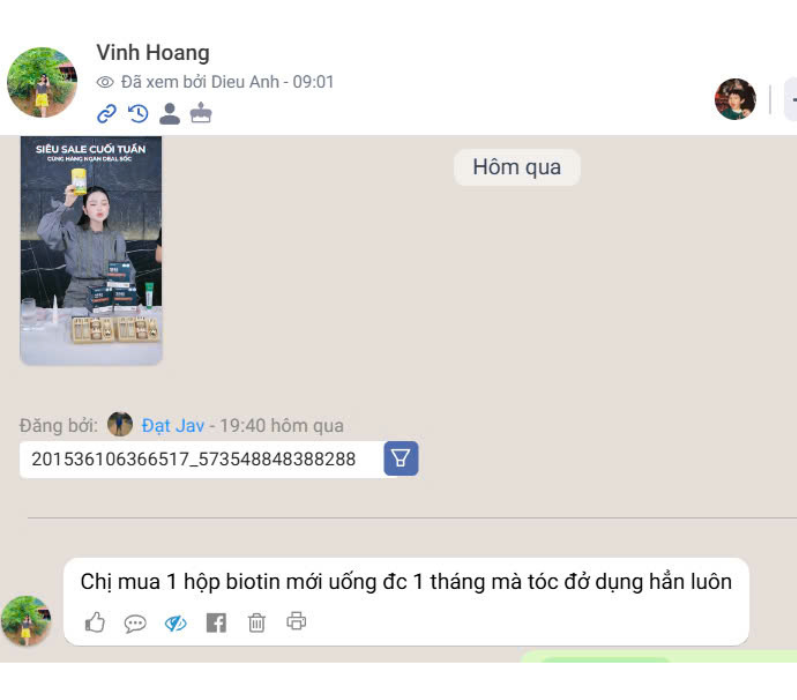 Vinh Hoang
Đã xem bởi Dieu Anh - 09:01
SIÊU SALE CUỐI TUẦN
CÙNG HÀNG NGÀN DEAL SỐC
Hôm qua
Đăng bởi: Đạt Jav - 19:40 hôm qua
201536106366517_573548848388288
Chị mua 1 hộp biotin mới uống đc 1 tháng mà tóc đở dụng hẳn luôn